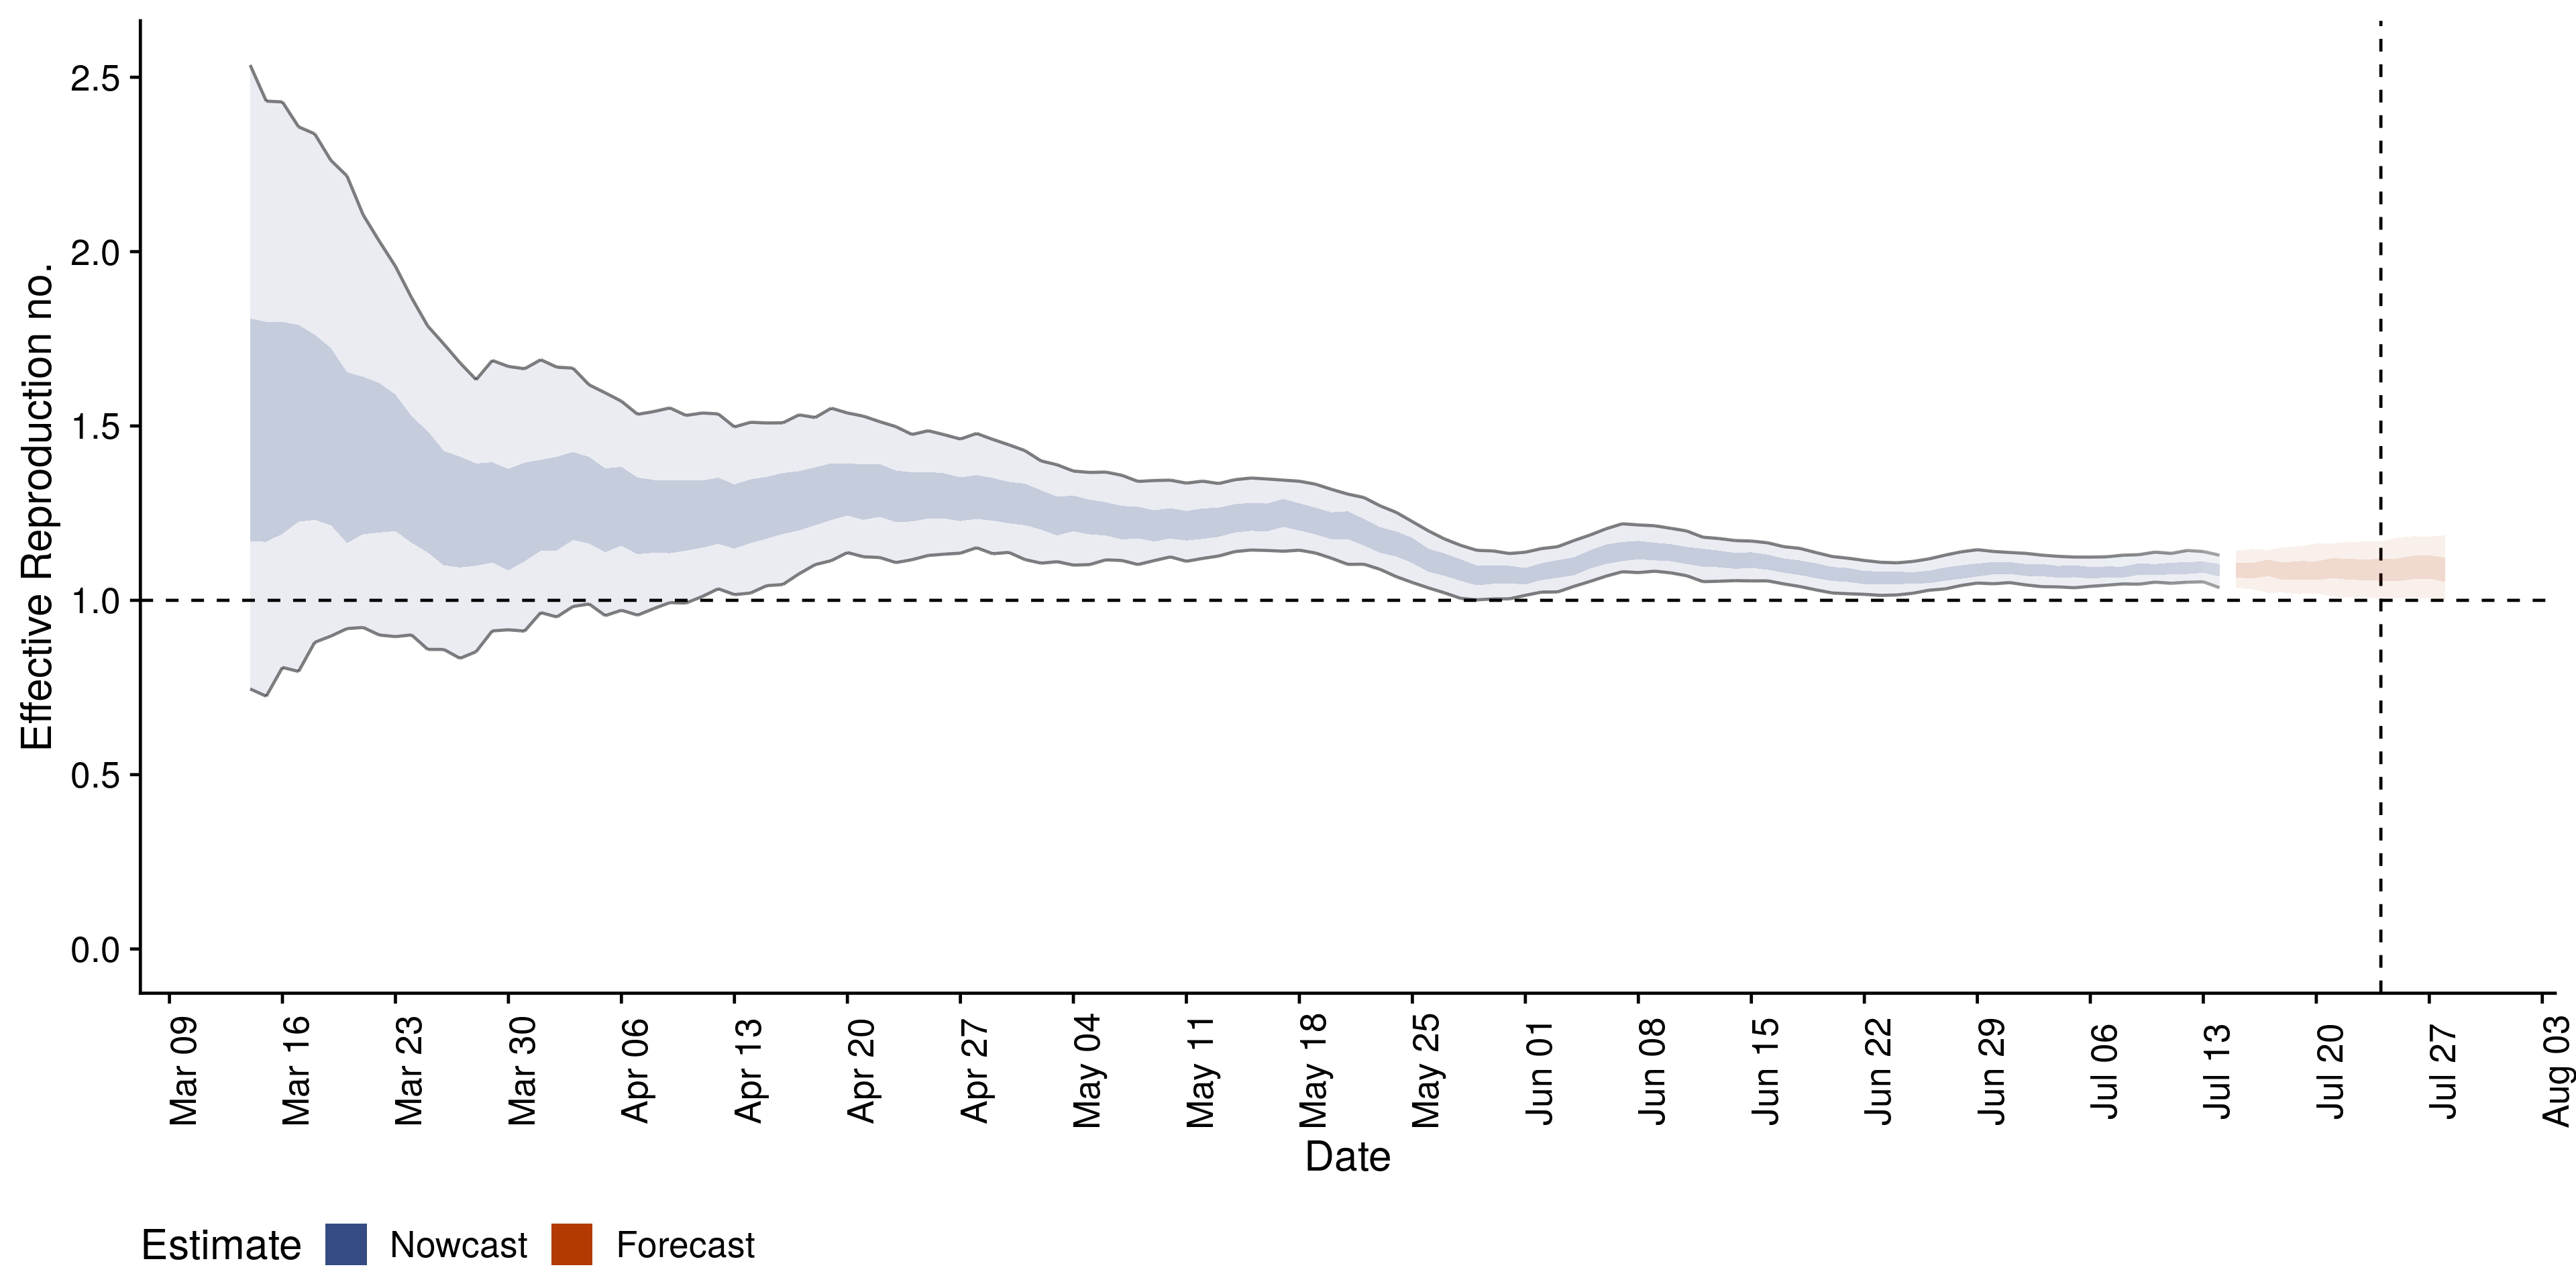 Effective Reproduction no.
2.5
2.0
1.5
1.0
0.5
0.0
Mar 09
Mar 16
Mar 23
Mar 30
Apr 06
Apr 13
Apr 20
Apr 27
May 04
May 11
May 18
May 25
Jun 01
Jun 08
Jun 15
Jun 22
Jun 29
Jul 06
Jul 13
Jul 20
Jul 27
Aug 03
Date
Estimate Nowcast Forecast